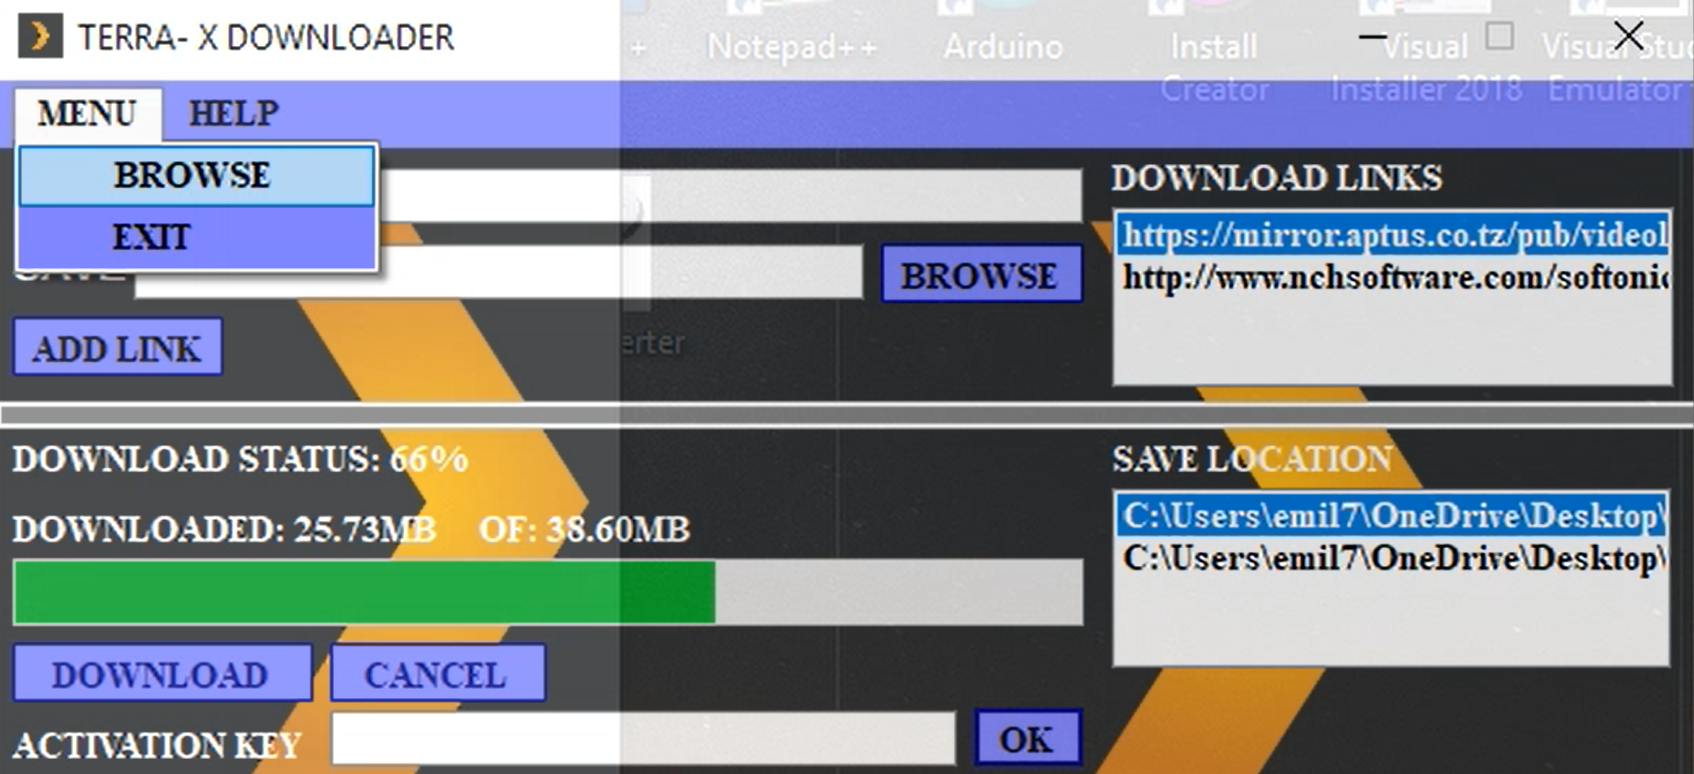 TERRA- X DOWNLOADER
+ Notepad++ Arduino Install Visual Visual
Creator Installer 2018 Emulator
MENU HELP
BROWSE
EXIT
DOWNLOAD LINKS
https://mirror.aptus.co.tz/pub/videol
http://www.nchsoftware.com/softonic
SAVE
BROWSE
ADD LINK
erter
DOWNLOAD STATUS: 66%
DOWNLOADED: 25.73MB OF: 38.60MB
SAVE LOCATION
C:\Users\emil7\OneDrive\Desktop\
C:\Users\emil7\OneDrive\Desktop\
DOWNLOAD CANCEL
ACTIVATION KEY
OK